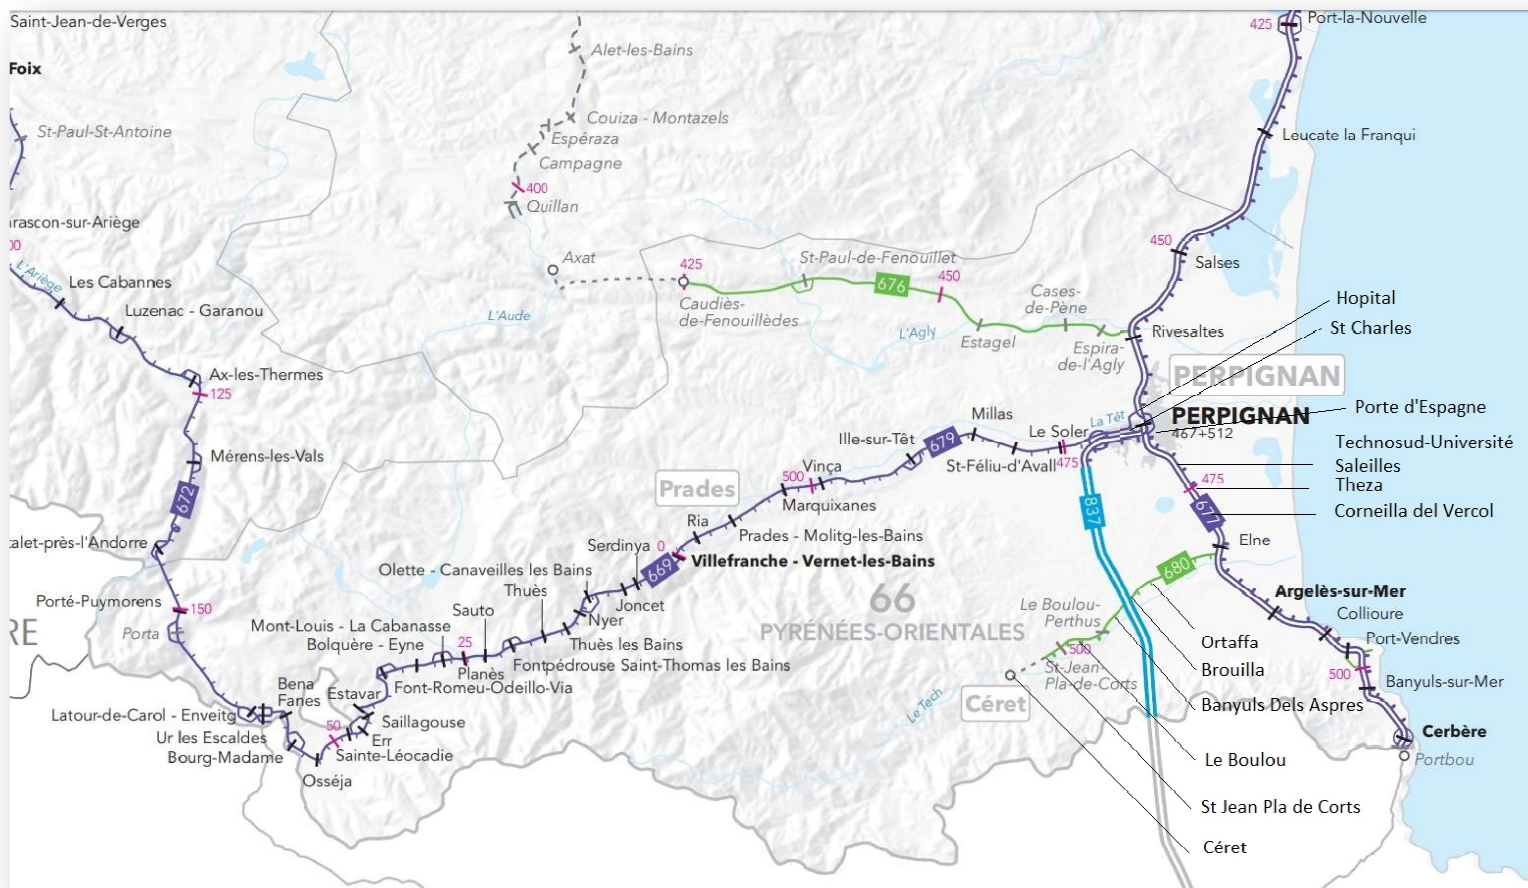 Saint-Jean-de-Verges
425
Port-la-Nouvelle
Foix
Alet-les-Bains
St-Paul-St-Antoine
Couiza - Montazels
Espéraza
Campagne
Leucate la Franqui
400
Quillan
arascon-sur-Ariège
00
L'Ariège
Les Cabannes
Luzenac - Garanou
Axat
425
St-Paul-de-Fenouillet
450
676
450
Salses
Caudiès-
de-Fenouillèdes
L'Aude
Cases-
de-Pène
L'Agly
Estagel
Espira-
de-l'Agly
Rivesaltes
Hopital
St Charles
Ax-les-Thermes
125
PERPIGNAN
PERPIGNAN
467+512
Porte d'Espagne
La Têt
Millas
Le Soler
Ille-sur-Têt
679
St-Féliu-d'Avall
475
Technosud-Université
Saleilles
Theza
Corneilla del Vercol
475
677
Mérens-les-Vals
672
Prades
Vinça
500
Marquixanes
837
Ria
Prades - Molitg-les-Bains
Serdinya
0
669
Villefranche - Vernet-les-Bains
Elne
680
talet-près-l'Andorre
Olette - Canaveilles les Bains
Thuès
Joncet
Nyer
66
PYRÉNÉES-ORIENTALES
Le Boulou-
Perthus
Argelès-sur-Mer
Collioure
Port-Vendres
Porté-Puymorens
150
Porta
RE
Sauto
Mont-Louis - La Cabanasse
Bolquère - Eyne
25
Thuès les Bains
Planès
Fontpédrouse Saint-Thomas les Bains
Font-Romeu-Odeillo-Via
500
St-Jean-
Pla-de-Corts
Ortaffa
Brouilla
500
Banyuls-sur-Mer
Bena
Fanes
Estavar
Latour-de-Carol - Enveitg
Saillagouse
Ur les Escaldes
50
Err
Bourg-Madame
Sainte-Léocadie
Osséja
Céret
Le Tech
Banyuls Dels Aspres
Cerbère
Portbou
Le Boulou
St Jean Pla de Corts
Céret